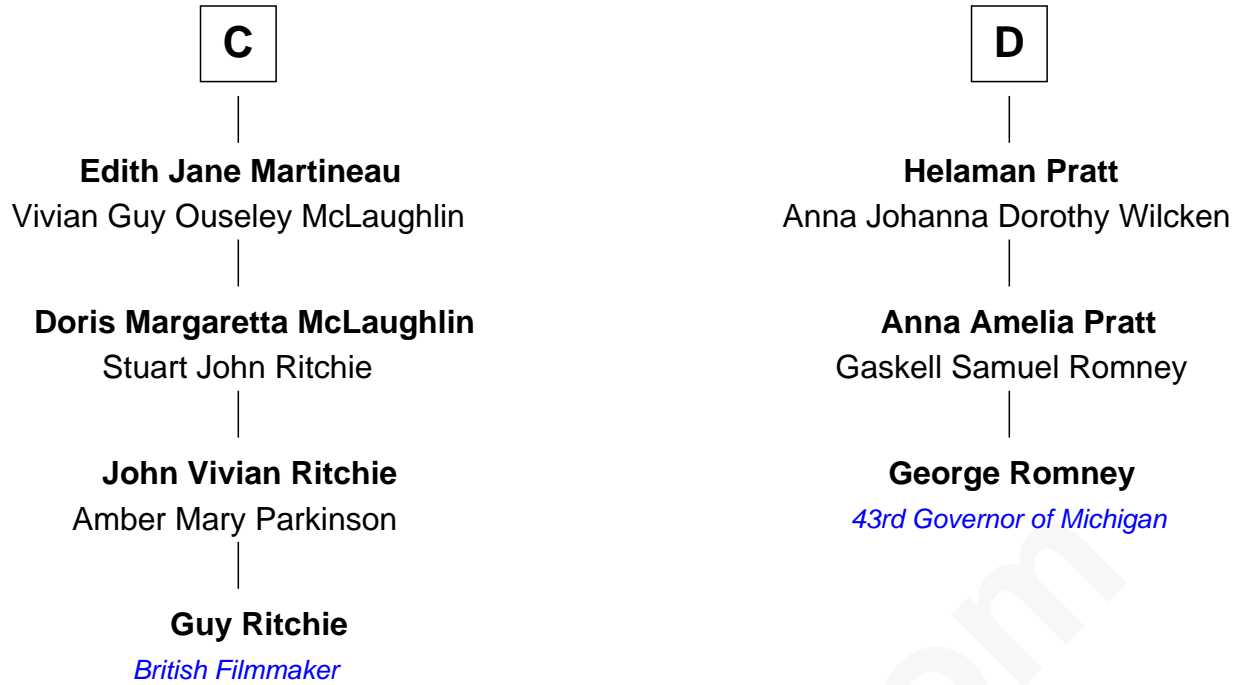 C
Edith Jane Martineau
Vivian Guy Ouseley McLaughlin
Doris Margaretta McLaughlin
Stuart John Ritchie
John Vivian Ritchie
Amber Mary Parkinson
Guy Ritchie
British Filmmaker
D
Helaman Pratt
Anna Johanna Dorothy Wilcken
Anna Amelia Pratt
Gaskell Samuel Romney
George Romney
43rd Governor of Michigan
om